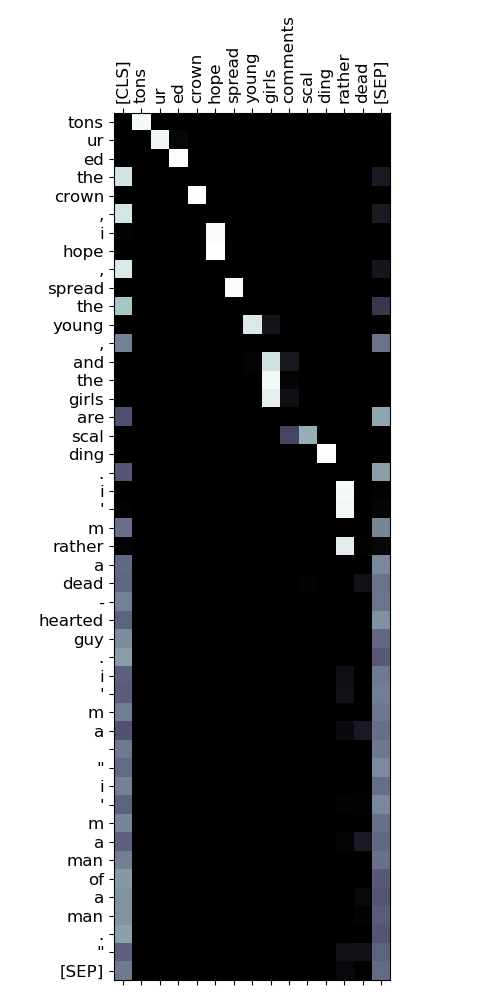 [CLS] tons ur ed crown hope spread young girls comments scal ding rather dead [SEP]
tons
ur
ed
the
crown
,
i
hope
,
spread
the
young
,
and
the
girls
are
scal
ding
.
i
'
m
rather
a
dead
-
hearted
guy
.
i
'
m
a
"
i
'
m
a
man
of
a
man
.
"
[SEP]